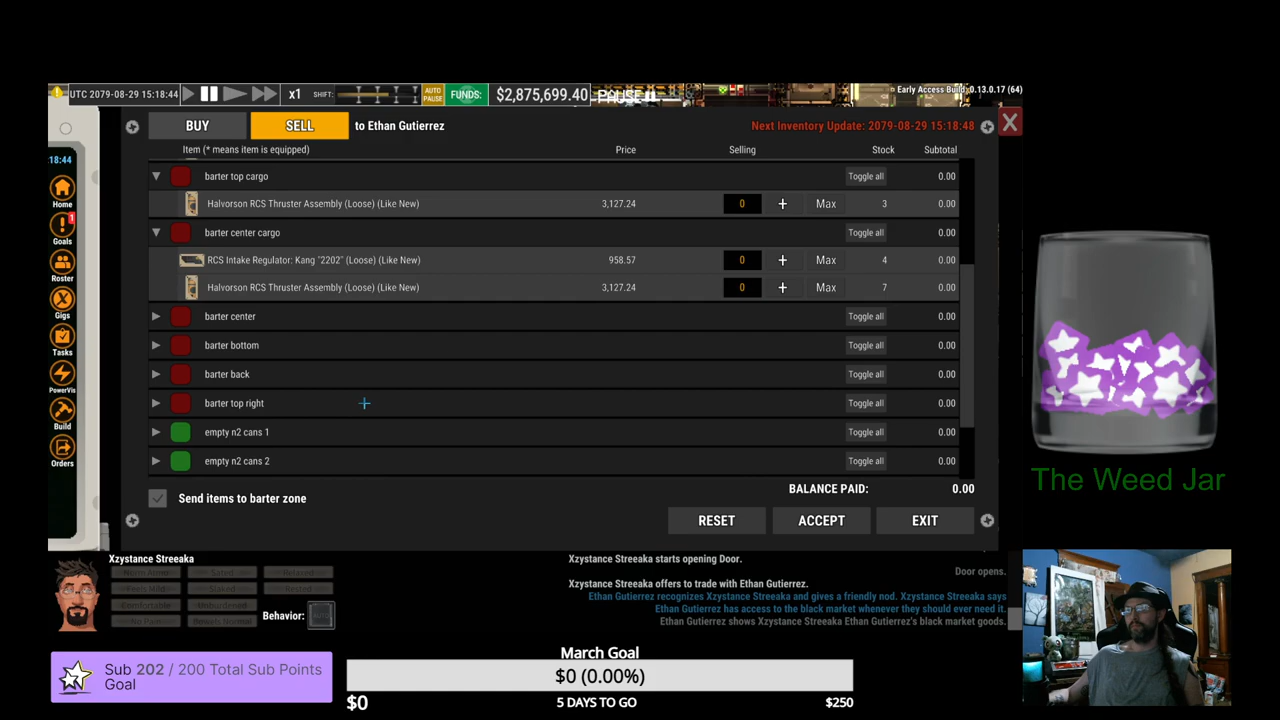 UTC 2079-08-29 15:18:44
x1
SHIFT:
AUTO PAUSE
FUNDS:
$2,875,699.40
PAUSE
Early Access Build: 0.13.0.17 (64)
BUY
SELL
to Ethan Gutierrez
Next Inventory Update: 2079-08-29 15:18:48
X
Item (* means item is equipped)
Price
Selling
Stock
Subtotal
barter top cargo
Toggle all
0.00
Halvorson RCS Thruster Assembly (Loose) (Like New)
3,127.24
0
+
Max
3
0.00
barter center cargo
Toggle all
0.00
RCS Intake Regulator: Kang "2202" (Loose) (Like New)
958.57
0
+
Max
4
0.00
Halvorson RCS Thruster Assembly (Loose) (Like New)
3,127.24
0
+
Max
7
0.00
barter center
Toggle all
0.00
barter bottom
Toggle all
0.00
barter back
Toggle all
0.00
barter top right
Toggle all
0.00
empty n2 cans 1
Toggle all
0.00
empty n2 cans 2
Toggle all
0.00
Send items to barter zone
BALANCE PAID:
0.00
RESET
ACCEPT
EXIT
18:44
Home
1
Goals
Roster
Gigs
Tasks
PowerVis
Build
Orders
The Weed Jar
Xzystance Streeaka
Sated
Relaxed
Feels Mild
Slaked
Rested
Comfortable
Unburdened
No Pain
Behavior:
Xzystance Streeaka starts opening Door.
Door opens.
Xzystance Streeaka offers to trade with Ethan Gutierrez.
Ethan Gutierrez recognizes Xzystance Streeaka and gives a friendly nod. Xzystance Streeaka says
Ethan Gutierrez has access to the black market whenever they should ever need it.
Ethan Gutierrez shows Xzystance Streeaka Ethan Gutierrez's black market goods.
Sub 202 / 200 Total Sub Points
Goal
March Goal
$0 (0.00%)
$0
5 DAYS TO GO
$250